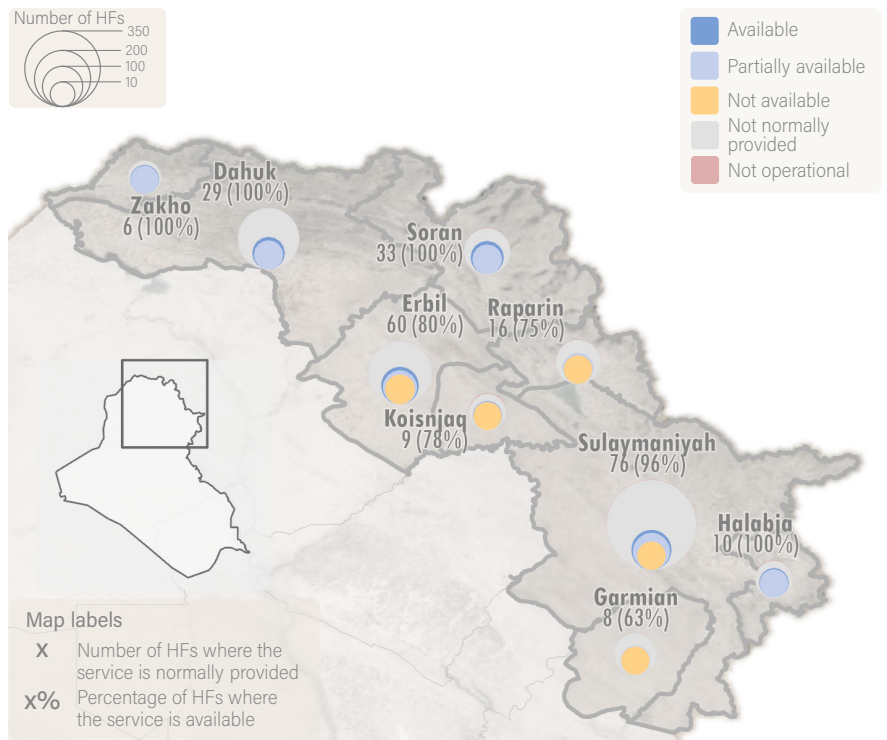 Number of HFs
350
200
100
10
Available
Partially available
Not available
Not normally
provided
Not operational
Dahuk
29 (100%)
Zakho
6 (100%)
Soran
33 (100%)
Erbil
60 (80%)
Raparin
16 (75%)
Koisnjaq
9 (78%)
Sulaymaniyah
76 (96%)
Halabja
10 (100%)
Garmian
8 (63%)
Map labels
x Number of HFs where the
service is normally provided
x% Percentage of HFs where
the service is available